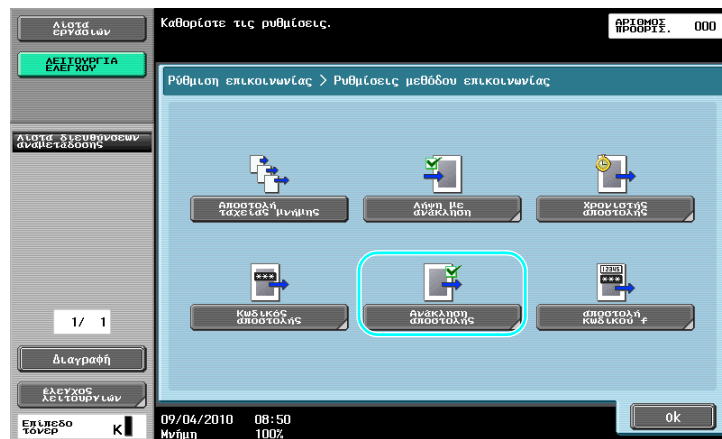 Λίστα
εργασιών
Καθορίστε τις ρυθμίσεις.
ΑΡΙΘΜΟΣ
ΠΡΟΟΡΙΣ.
000
ΛΕΙΤΟΥΡΓΙΑ
ΕΛΕΓΧΟΥ
Ρύθμιση επικοινωνίας > Ρυθμίσεις μεθόδου επικοινωνίας
Λίστα διευθύνσεων
αναμετάδοσης
Αποστολή
ταχείας μνήμης
Λήψη με
ανάκληση
Χρονιστής
αποστολής
Κωδικός
αποστολής
Ανάκληση
αποστολής
12345
***
αποστολή
κωδικού f
***
1/ 1
Διαγραφή
έλεγχος
λειτουργιών
Επίπεδο
τόνερ
K
09/04/2010 08:50
Μνήμη 100%
ok